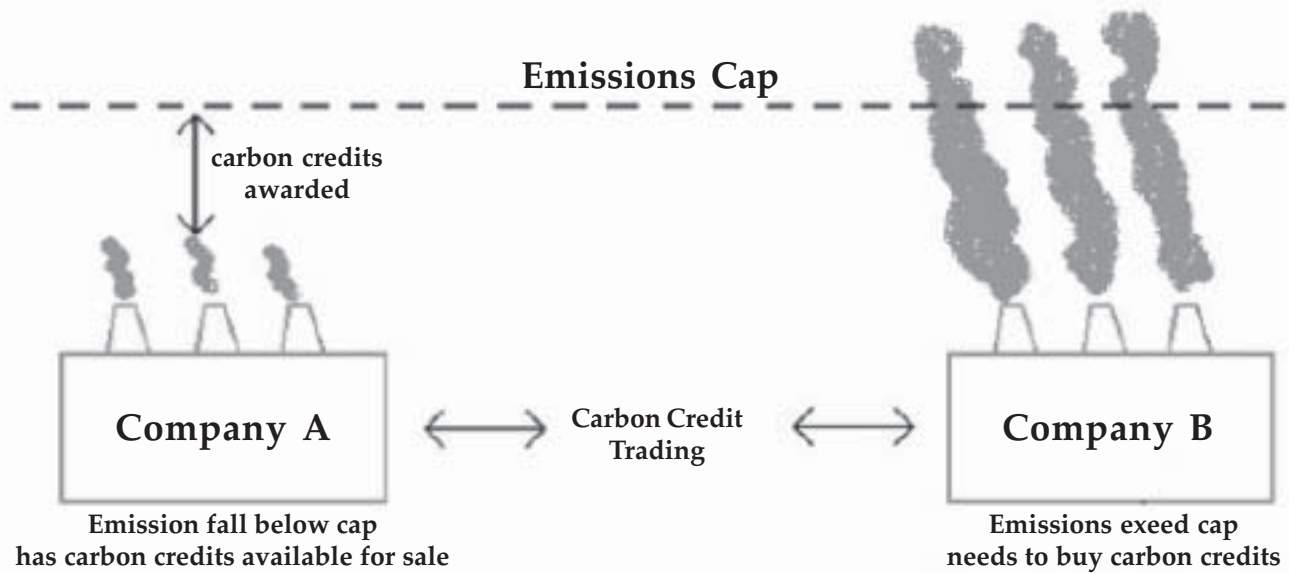 Emissions Cap
carbon credits
awarded
Company A
Carbon Credit
Trading
Company B
Emission fall below cap
has carbon credits available for sale
Emissions exeed cap
needs to buy carbon credits